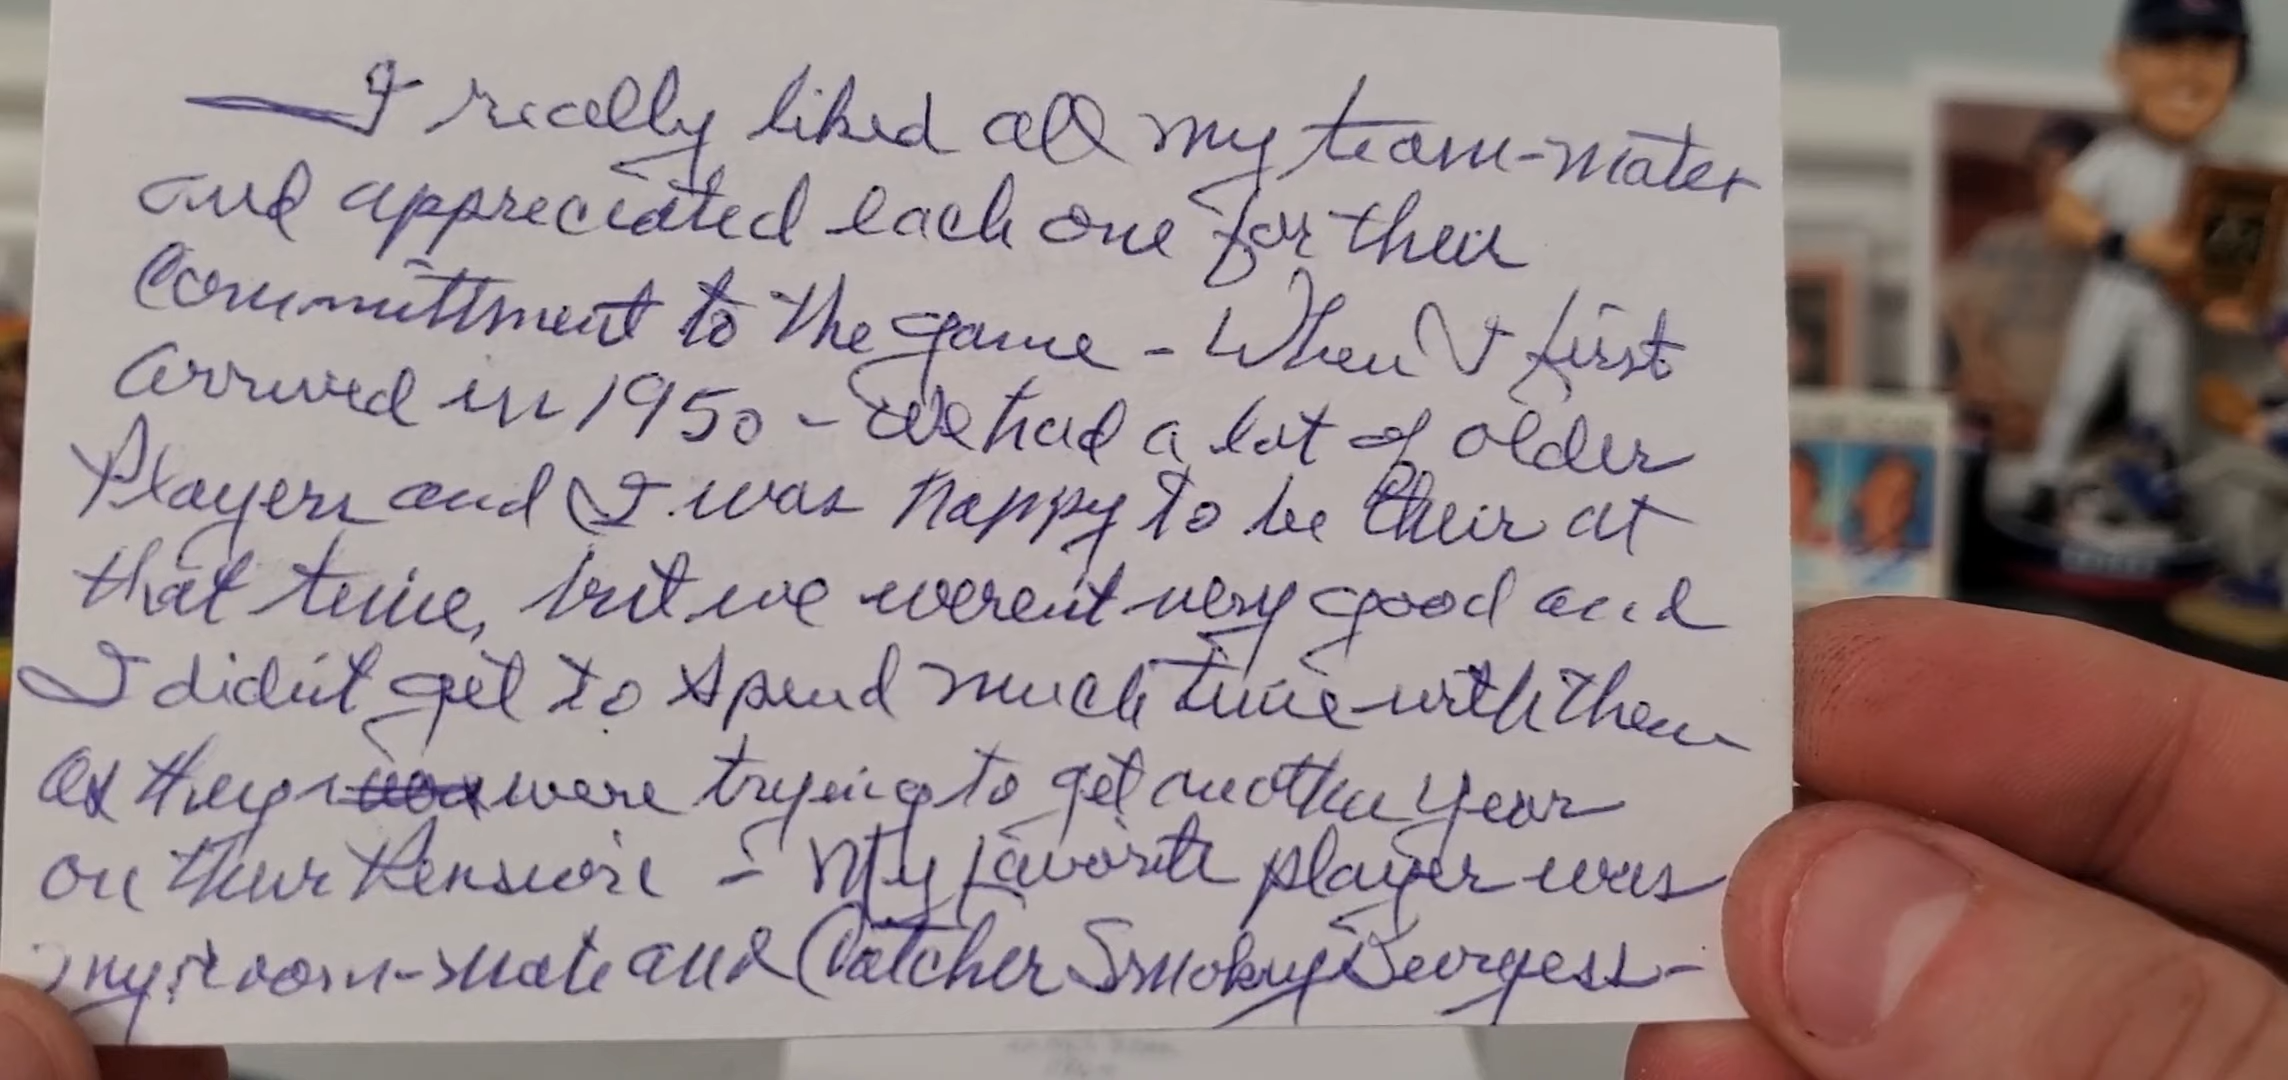 I really liked all my team-mates
and appreciated each one for their
Committment to the game - When I first
arrived in 1950 - We had a lot of older
Players and I was happy to be their at
that time, but we weren't very good and
I didn't get to spend much time with them
as they were trying to get another year
on their Pension - My favorite player was
my room-mate and Catcher Smoky Burgess-